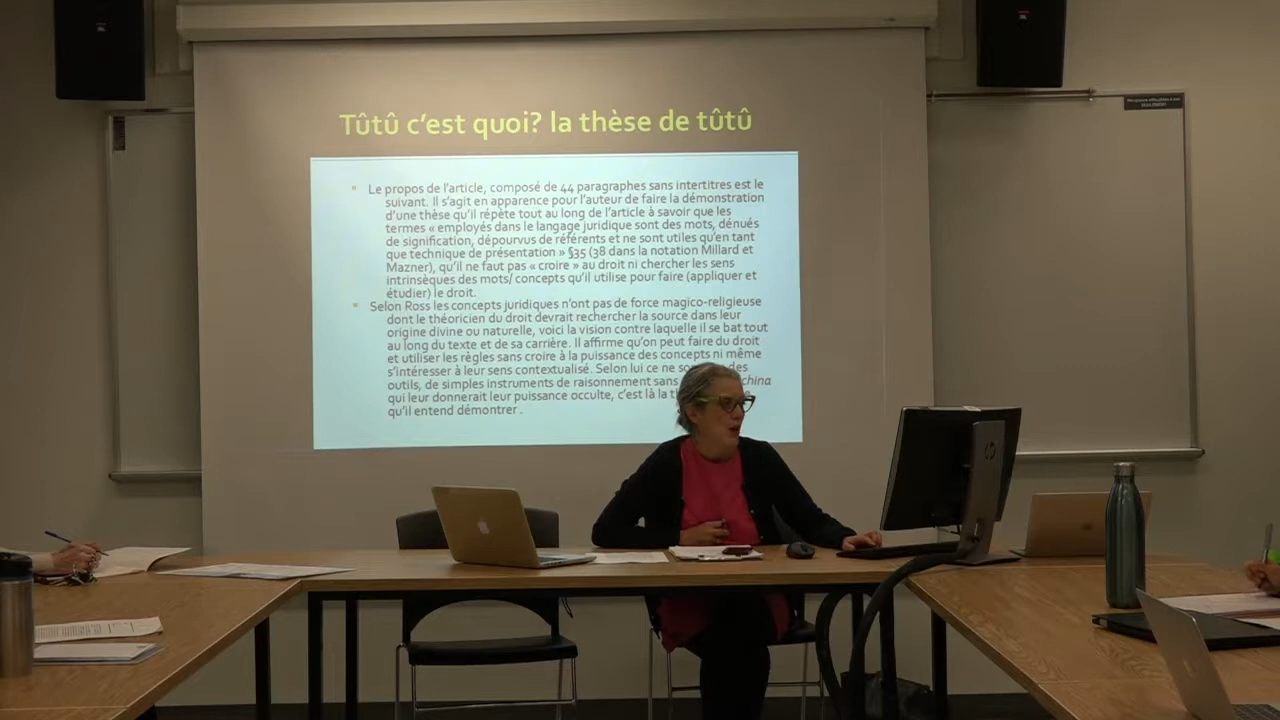 Tûtû c'est quoi? la thèse de tûtû
Le propos de l'article, composé de 44 paragraphes sans intertitres est le
suivant. Il s'agit en apparence pour l'auteur de faire la démonstration
d'une thèse qu'il répète tout au long de l'article à savoir que les
termes « employés dans le langage juridique sont des mots, dénués
de signification, dépourvus de référents et ne sont utiles qu'en tant
que technique de présentation » §35 (38 dans la notation Millard et
Mazner), qu'il ne faut pas « croire » au droit ni chercher les sens
intrinsèques des mots/ concepts qu'il utilise pour faire (appliquer et
étudier) le droit.
Selon Ross les concepts juridiques n'ont pas de force magico-religieuse
dont le théoricien du droit devrait rechercher la source dans leur
origine divine ou naturelle, voici la vision contre laquelle il se bat tout
au long du texte et de sa carrière. Il affirme qu'on peut faire du droit
et utiliser les règles sans croire à la puissance des concepts ni même
s'intéresser à leur sens contextualisé. Selon lui ce ne des
outils, de simples instruments de raisonnement sans china
qui leur donnerait leur puissance occulte, c'est là la
qu'il entend démontrer .
hp